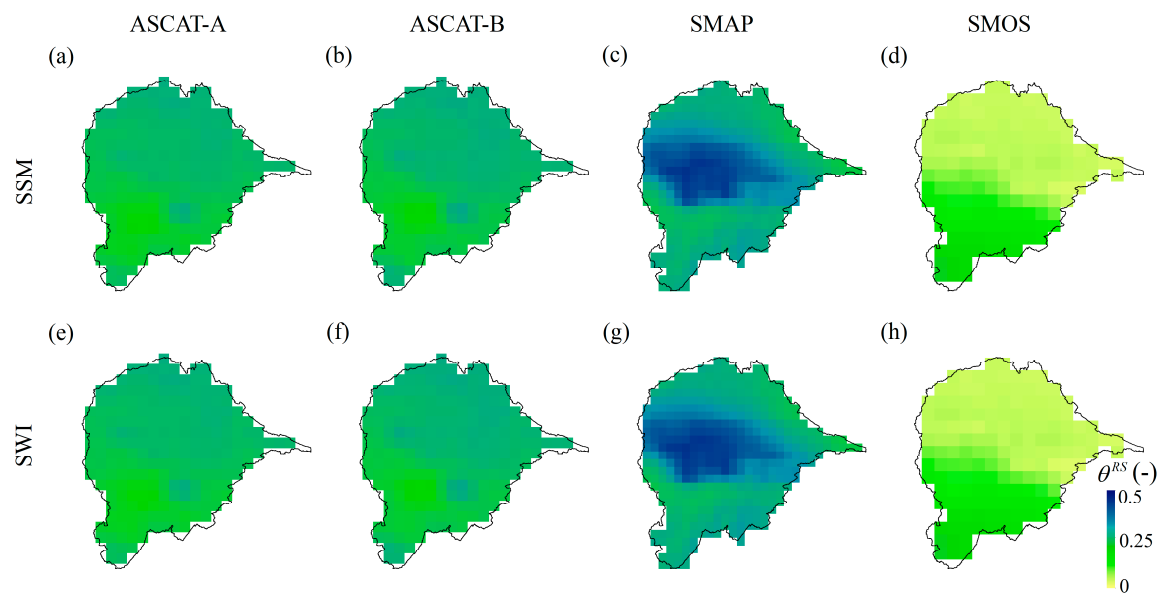 ASCAT-A ASCAT-B SMAP SMOS
(a) (b) (c) (d)
SSM
(e) (f) (g) (h)
SWI
θ^RS (-)
0.5
0.25
0